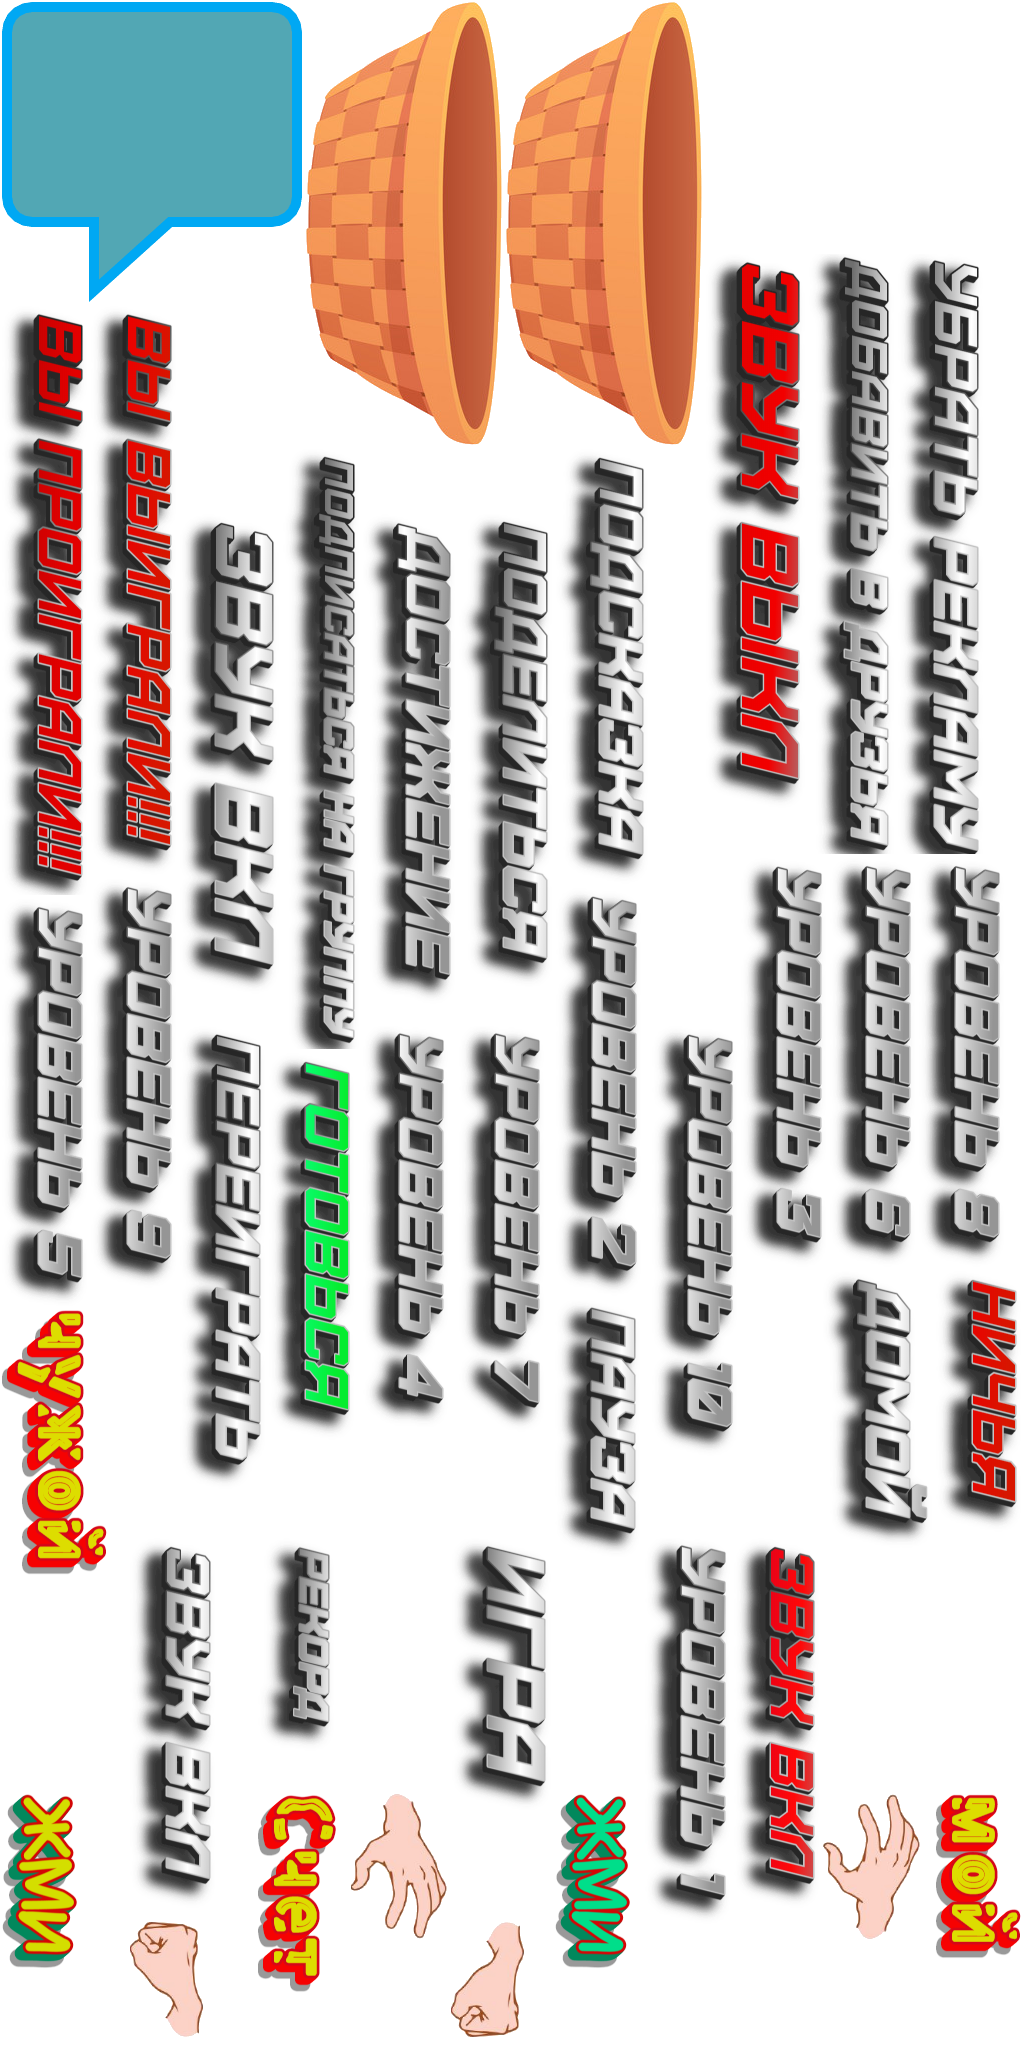 УБРАТЬ РЕКЛАМУ
ДОБАВИТЬ В ДРУЗЬЯ
ЗВУК ВЫКЛ
ПОДСКАЗКА
ПОДЕЛИТЬСЯ
ДОСТИЖЕНИЕ
ПОДПИСАТЬСЯ НА ГРУППУ
ЗВУК ВКЛ
ВЫ ВЫИГРАЛИ!!!
ВЫ ПРОИГРАЛИ!!!
УРОВЕНЬ 8
УРОВЕНЬ 6
УРОВЕНЬ 3
УРОВЕНЬ 10
УРОВЕНЬ 2
УРОВЕНЬ 7
УРОВЕНЬ 4
ГОТОВЬСЯ
ПЕРЕИГРАТЬ
УРОВЕНЬ 9
УРОВЕНЬ 5
НИЧЬЯ
ДОМОЙ
ПАУЗА
чужой
ЗВУК ВКЛ
УРОВЕНЬ 1
ИГРА
РЕКОРД
ЗВУК ВКЛ
мой
ЖМИ
Счет
ЖМИ